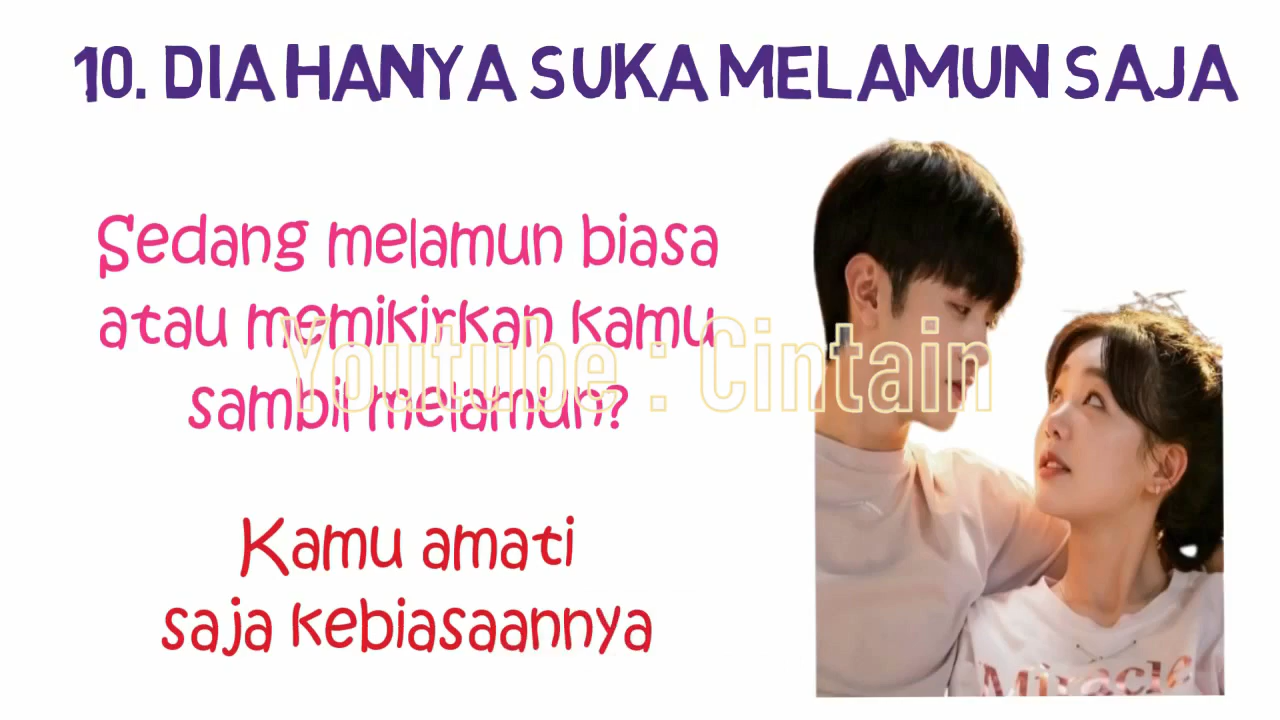 10. DIA HANYA SUKA MELAMUN SAJA
Sedang melamun biasa
atau memikirkan kamu
sambil melamun?
Youtube : Cintain
Kamu amati
saja kebiasaannya
Miracle